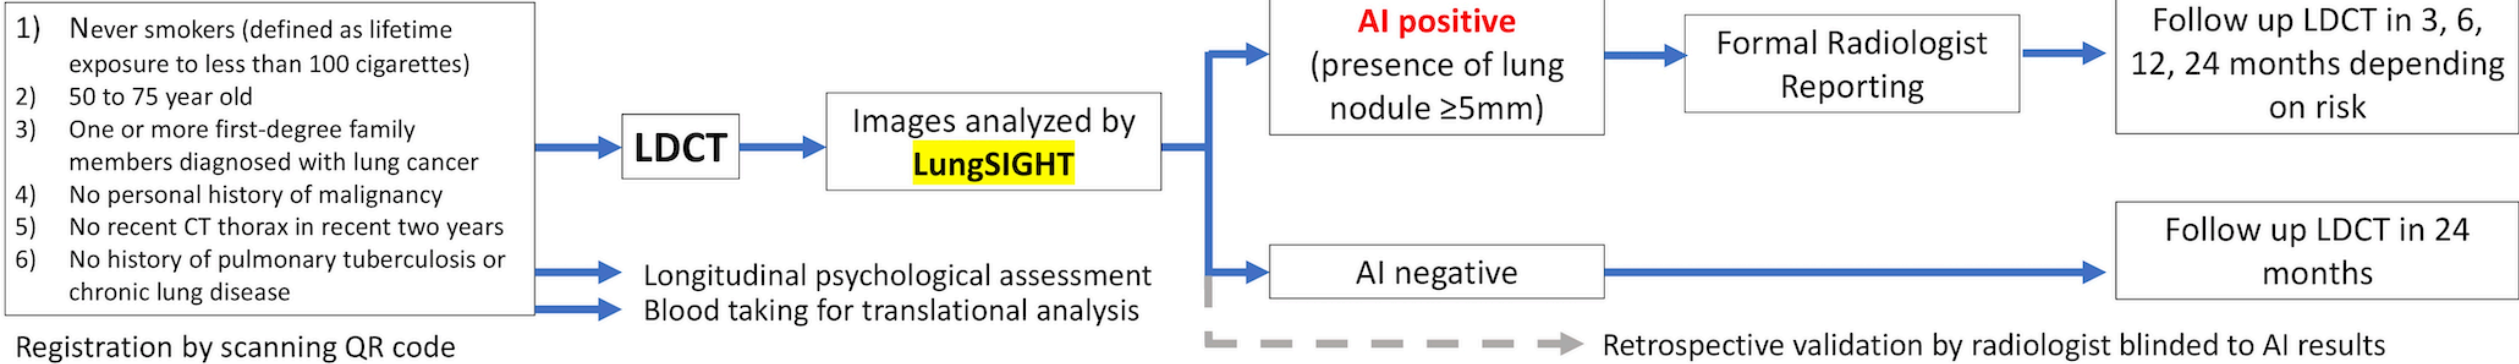 1) Never smokers (defined as lifetime
exposure to less than 100 cigarettes)
2) 50 to 75 year old
3) One or more first-degree family
members diagnosed with lung cancer
4) No personal history of malignancy
5) No recent CT thorax in recent two years
6) No history of pulmonary tuberculosis or
chronic lung disease
Registration by scanning QR code
LDCT
Longitudinal psychological assessment
Blood taking for translational analysis
Images analyzed by
LungSIGHT
AI positive
(presence of lung
nodule ≥5mm)
Formal Radiologist
Reporting
Follow up LDCT in 3, 6,
12, 24 months depending
on risk
AI negative
Follow up LDCT in 24
months
Retrospective validation by radiologist blinded to AI results